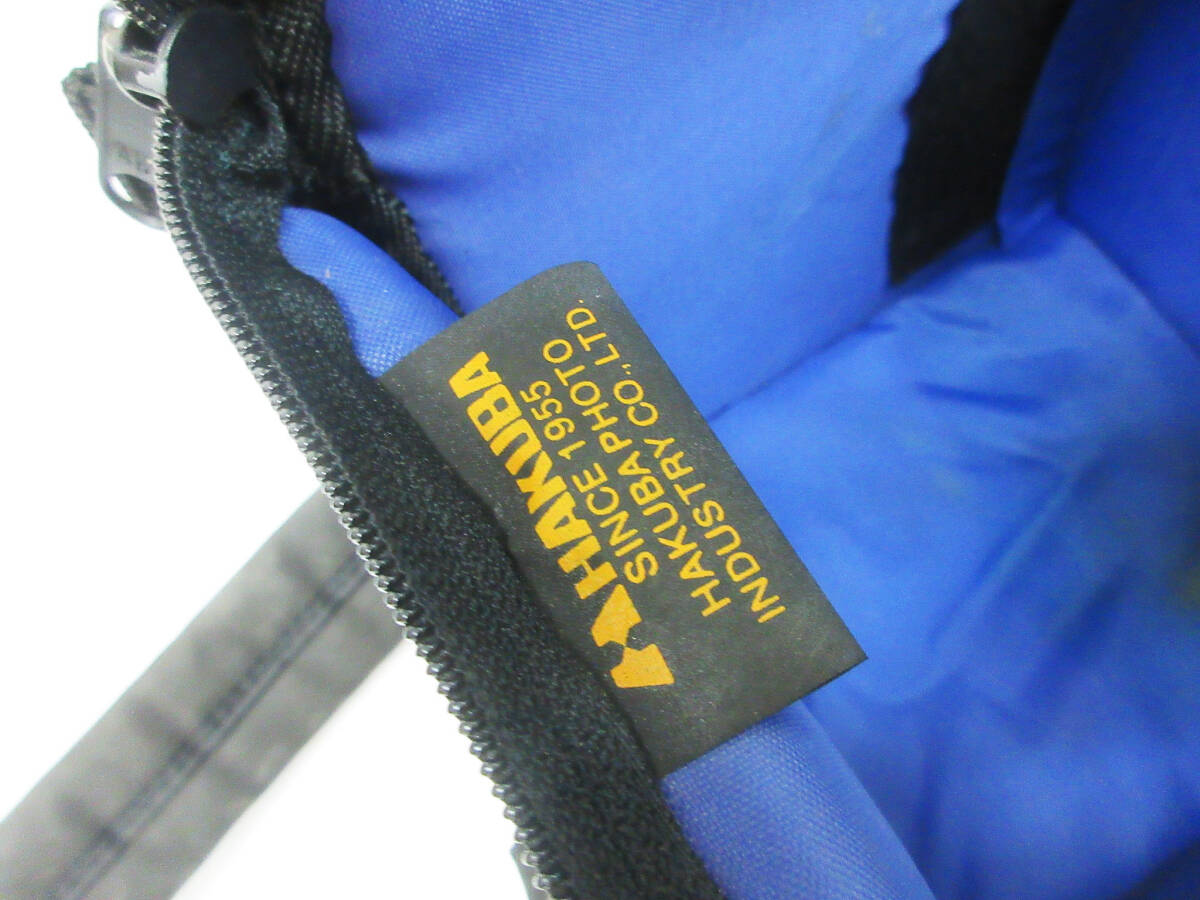 HAKUBA
SINCE 1955
HAKUBA PHOTO
INDUSTRY CO.,LTD.